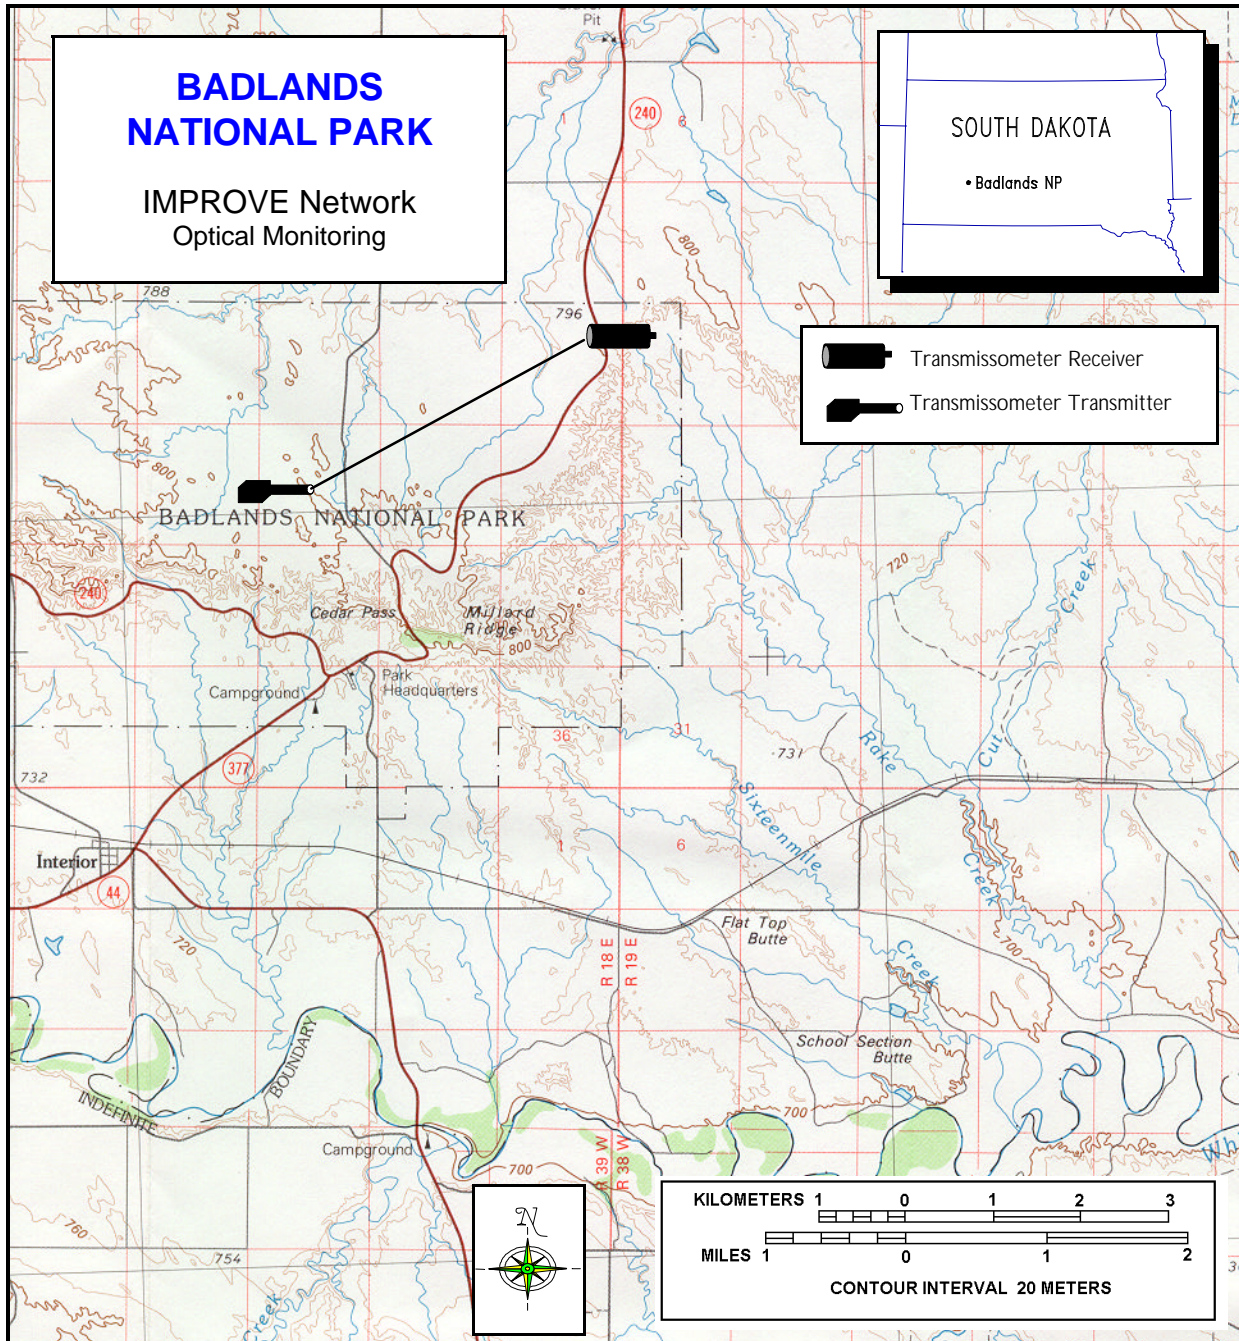 Pit
BADLANDS
NATIONAL PARK
IMPROVE Network
Optical Monitoring
SOUTH DAKOTA
• Badlands NP
240
1
6
800
788
796
Transmissometer Receiver
Transmissometer Transmitter
800
BADLANDS NATIONAL PARK
720
Creek
240
Cedar Pass
Millard
Ridge
800
Park
Headquarters
Campground
36
31
731
Rake
Cut
377
732
Sixteenmile
1
6
Interior
44
Creek
Creek
Flat Top
Butte
700
720
R 18 E
R 19 E
Creek
School Section
Butte
BOUNDARY
INDEFINITE
700
Campground
700
R 39 W
R 38 W
760
754
Creek
N
KILOMETERS 1 0 1 2 3
MILES 1 0 1 2
CONTOUR INTERVAL 20 METERS